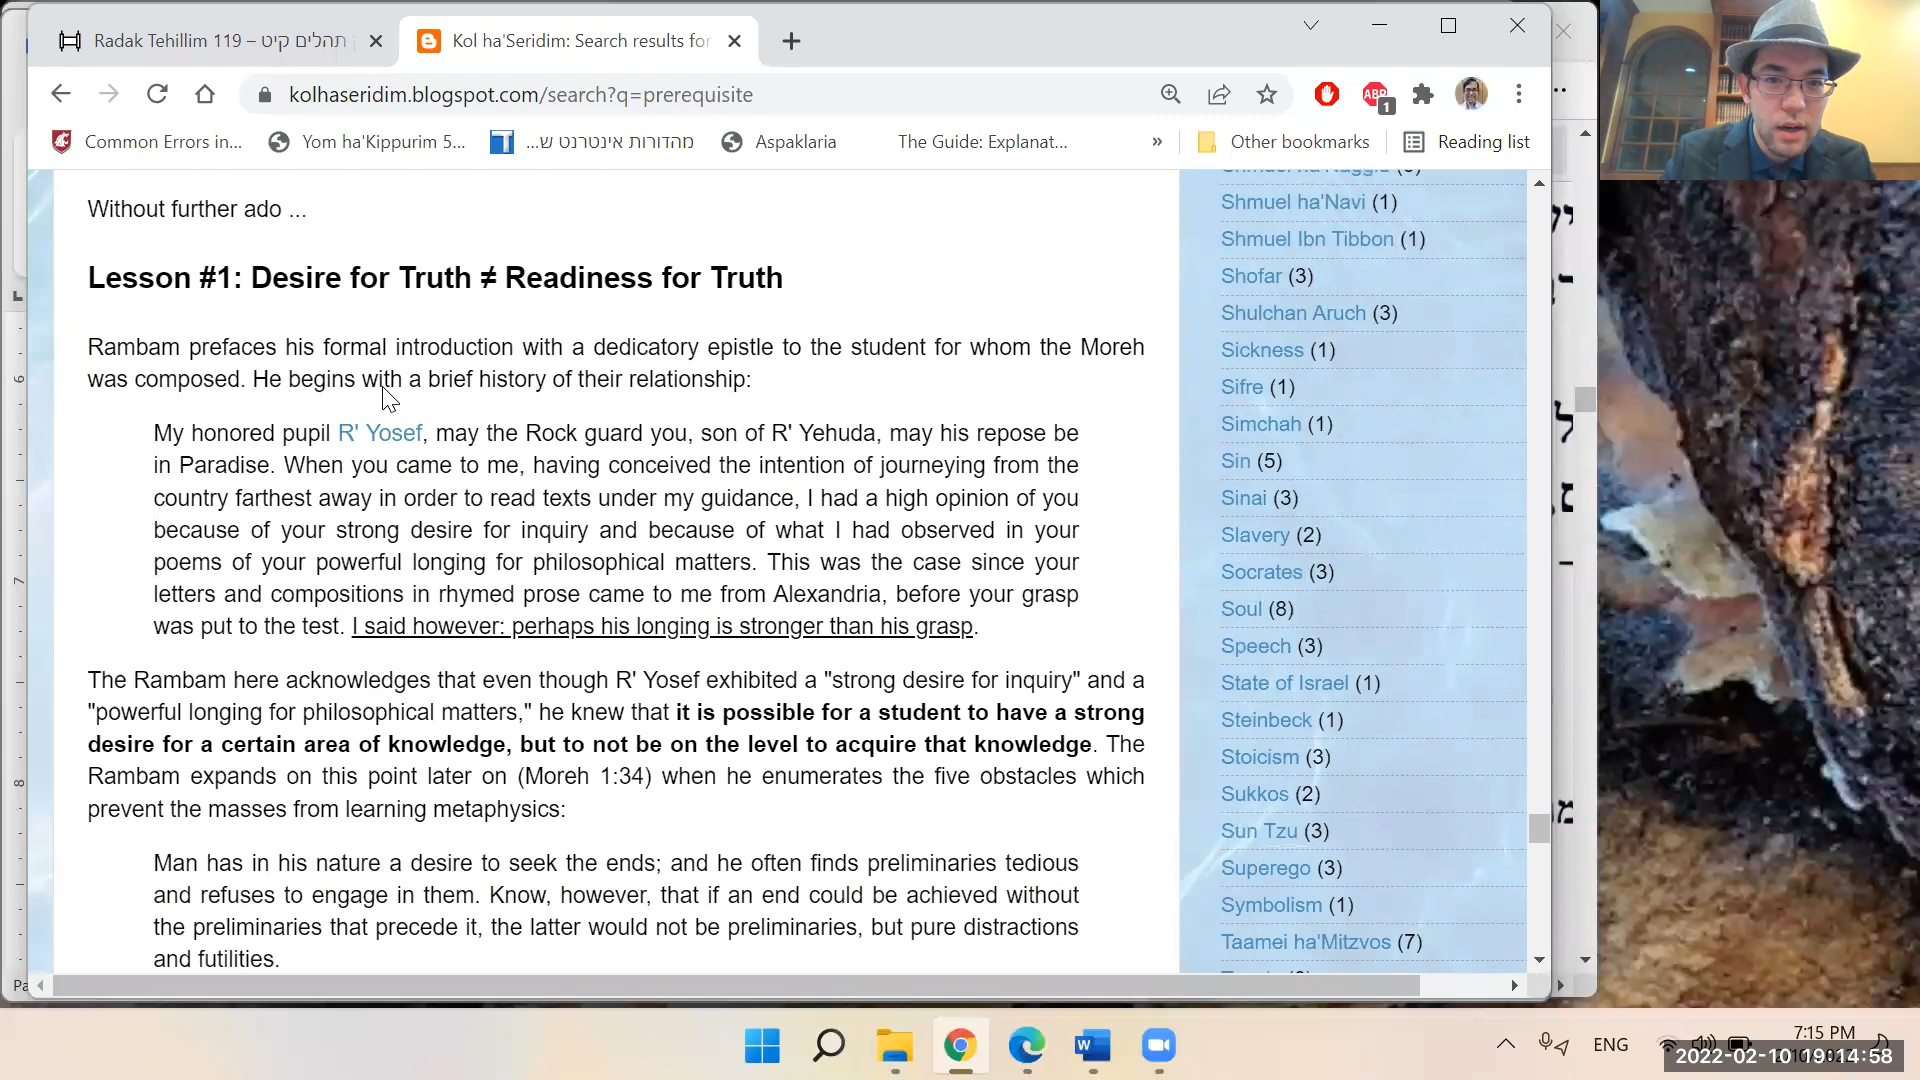 Radak Tehillim 119 – תהלים קיט
Kol ha'Seridim: Search results for
kolhaseridim.blogspot.com/search?q=prerequisite
ABP
1
Common Errors in...
Yom ha'Kippurim 5...
מהדורות אינטרנט ש...
Aspaklaria
The Guide: Explanat...
»
Other bookmarks
Reading list
Without further ado ...
Lesson #1: Desire for Truth ≠ Readiness for Truth
Rambam prefaces his formal introduction with a dedicatory epistle to the student for whom the Moreh
was composed. He begins with a brief history of their relationship:
My honored pupil R' Yosef, may the Rock guard you, son of R' Yehuda, may his repose be
in Paradise. When you came to me, having conceived the intention of journeying from the
country farthest away in order to read texts under my guidance, I had a high opinion of you
because of your strong desire for inquiry and because of what I had observed in your
poems of your powerful longing for philosophical matters. This was the case since your
letters and compositions in rhymed prose came to me from Alexandria, before your grasp
was put to the test. I said however: perhaps his longing is stronger than his grasp.
The Rambam here acknowledges that even though R' Yosef exhibited a "strong desire for inquiry" and a
"powerful longing for philosophical matters," he knew that it is possible for a student to have a strong
desire for a certain area of knowledge, but to not be on the level to acquire that knowledge. The
Rambam expands on this point later on (Moreh 1:34) when he enumerates the five obstacles which
prevent the masses from learning metaphysics:
Man has in his nature a desire to seek the ends; and he often finds preliminaries tedious
and refuses to engage in them. Know, however, that if an end could be achieved without
the preliminaries that precede it, the latter would not be preliminaries, but pure distractions
and futilities.
Shmuel ha'Navi (1)
Shmuel Ibn Tibbon (1)
Shofar (3)
Shulchan Aruch (3)
Sickness (1)
Sifre (1)
Simchah (1)
Sin (5)
Sinai (3)
Slavery (2)
Socrates (3)
Soul (8)
Speech (3)
State of Israel (1)
Steinbeck (1)
Stoicism (3)
Sukkos (2)
Sun Tzu (3)
Superego (3)
Symbolism (1)
Taamei ha'Mitzvos (7)
6
7
8
Pa
W
ENG
7:15 PM
2022-02-10 19:14:58